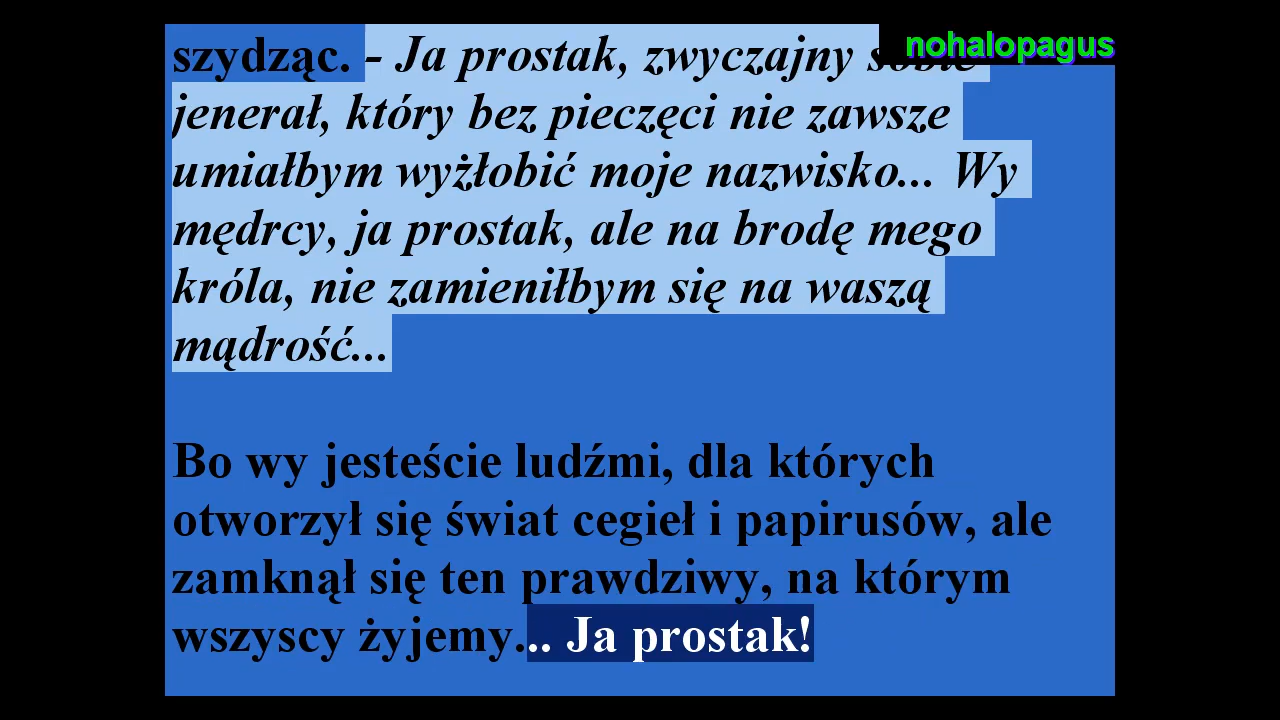 nohalopagus
szydząc. - Ja prostak, zwyczajny sobie
jenerał, który bez pieczęci nie zawsze
umiałbym wyżłobić moje nazwisko... Wy
mędrcy, ja prostak, ale na brodę mego
króla, nie zamieniłbym się na waszą
mądrość...
Bo wy jesteście ludźmi, dla których
otworzył się świat cegieł i papirusów, ale
zamknął się ten prawdziwy, na którym
wszyscy żyjemy... Ja prostak!